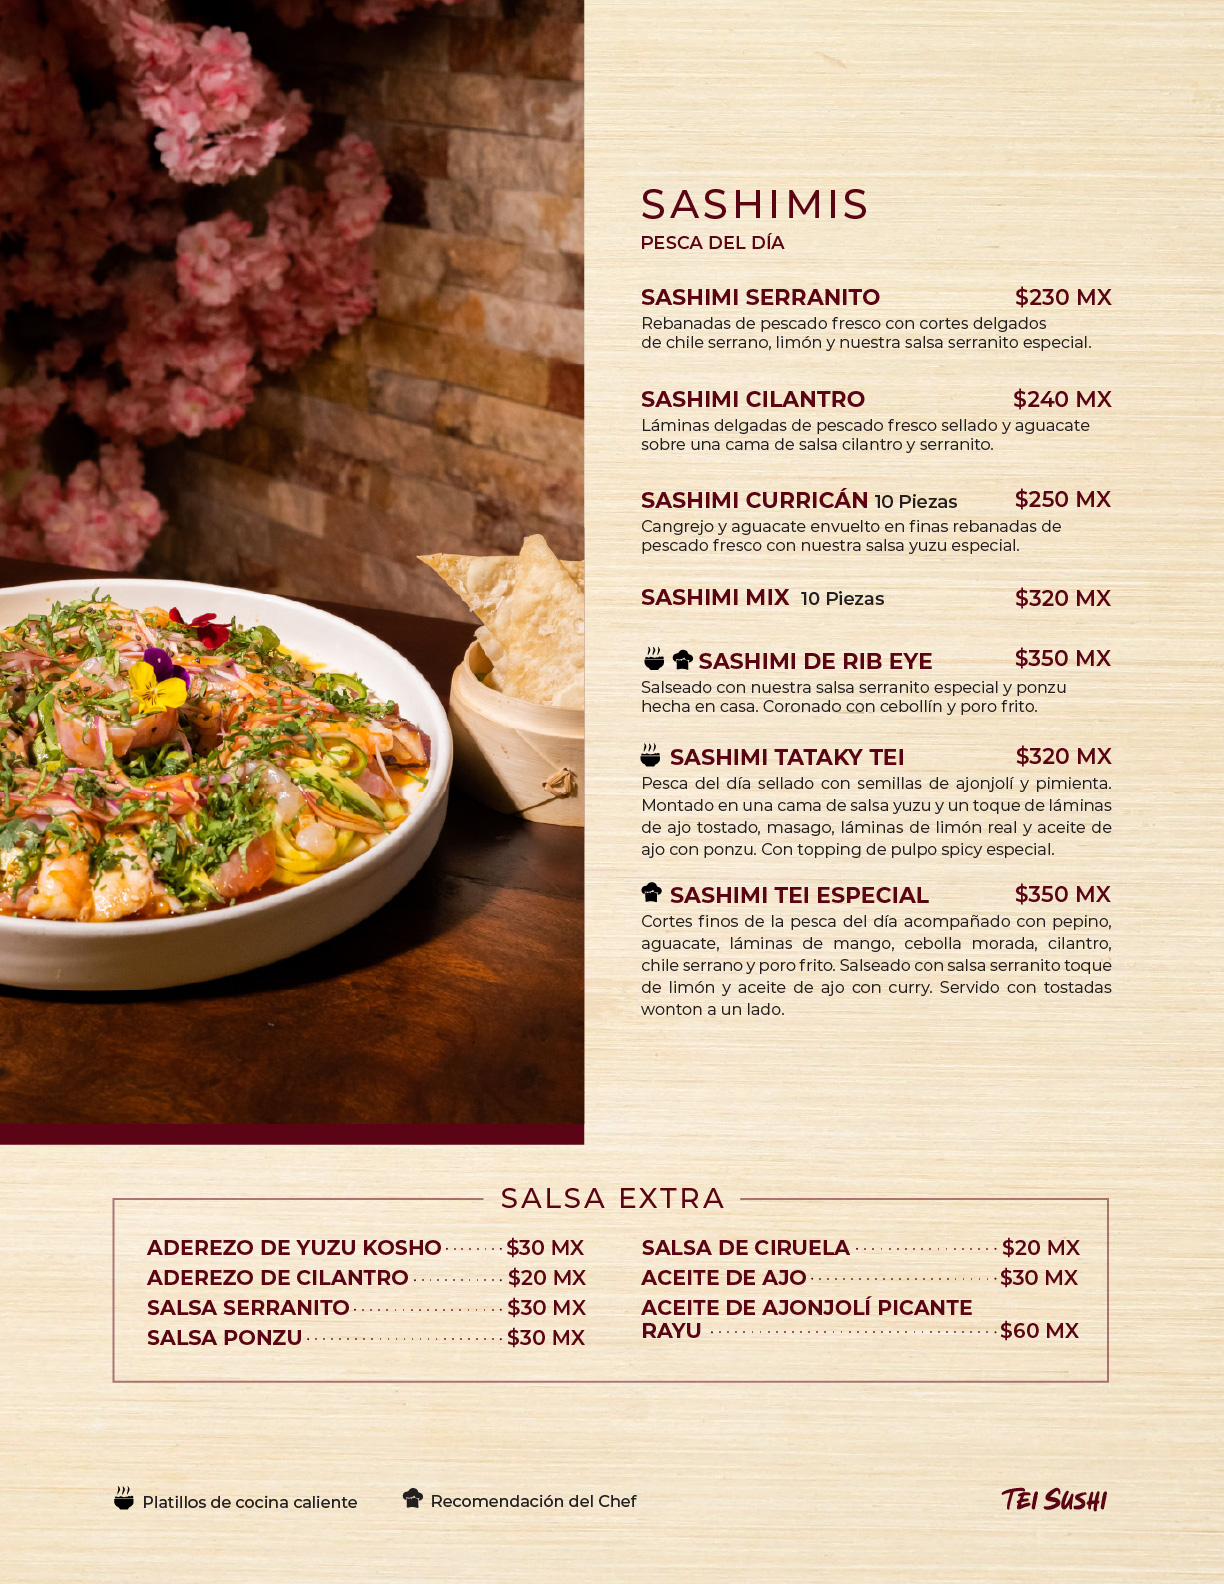 SASHIMIS
PESCA DEL DÍA
SASHIMI SERRANITO $230 MX
Rebanadas de pescado fresco con cortes delgados
de chile serrano, limón y nuestra salsa serranito especial.
SASHIMI CILANTRO $240 MX
Láminas delgadas de pescado fresco sellado y aguacate
sobre una cama de salsa cilantro y serranito.
SASHIMI CURRICÁN 10 Piezas $250 MX
Cangrejo y aguacate envuelto en finas rebanadas de
pescado fresco con nuestra salsa yuzu especial.
SASHIMI MIX 10 Piezas $320 MX
SASHIMI DE RIB EYE $350 MX
Salseado con nuestra salsa serranito especial y ponzu
hecha en casa. Coronado con cebollín y poro frito.
SASHIMI TATAKY TEI $320 MX
Pesca del día sellado con semillas de ajonjolí y pimienta.
Montado en una cama de salsa yuzu y un toque de láminas
de ajo tostado, masago, láminas de limón real y aceite de
ajo con ponzu. Con topping de pulpo spicy especial.
SASHIMI TEI ESPECIAL $350 MX
Cortes finos de la pesca del día acompañado con pepino,
aguacate, láminas de mango, cebolla morada, cilantro,
chile serrano y poro frito. Salseado con salsa serranito toque
de limón y aceite de ajo con curry. Servido con tostadas
wonton a un lado.
SALSA EXTRA
ADEREZO DE YUZU KOSHO $30 MX
ADEREZO DE CILANTRO $20 MX
SALSA SERRANITO $30 MX
SALSA PONZU $30 MX
SALSA DE CIRUELA $20 MX
ACEITE DE AJO $30 MX
ACEITE DE AJONJOLÍ PICANTE
RAYU $60 MX
Platillos de cocina caliente
Recomendación del Chef
TEI SUSHI